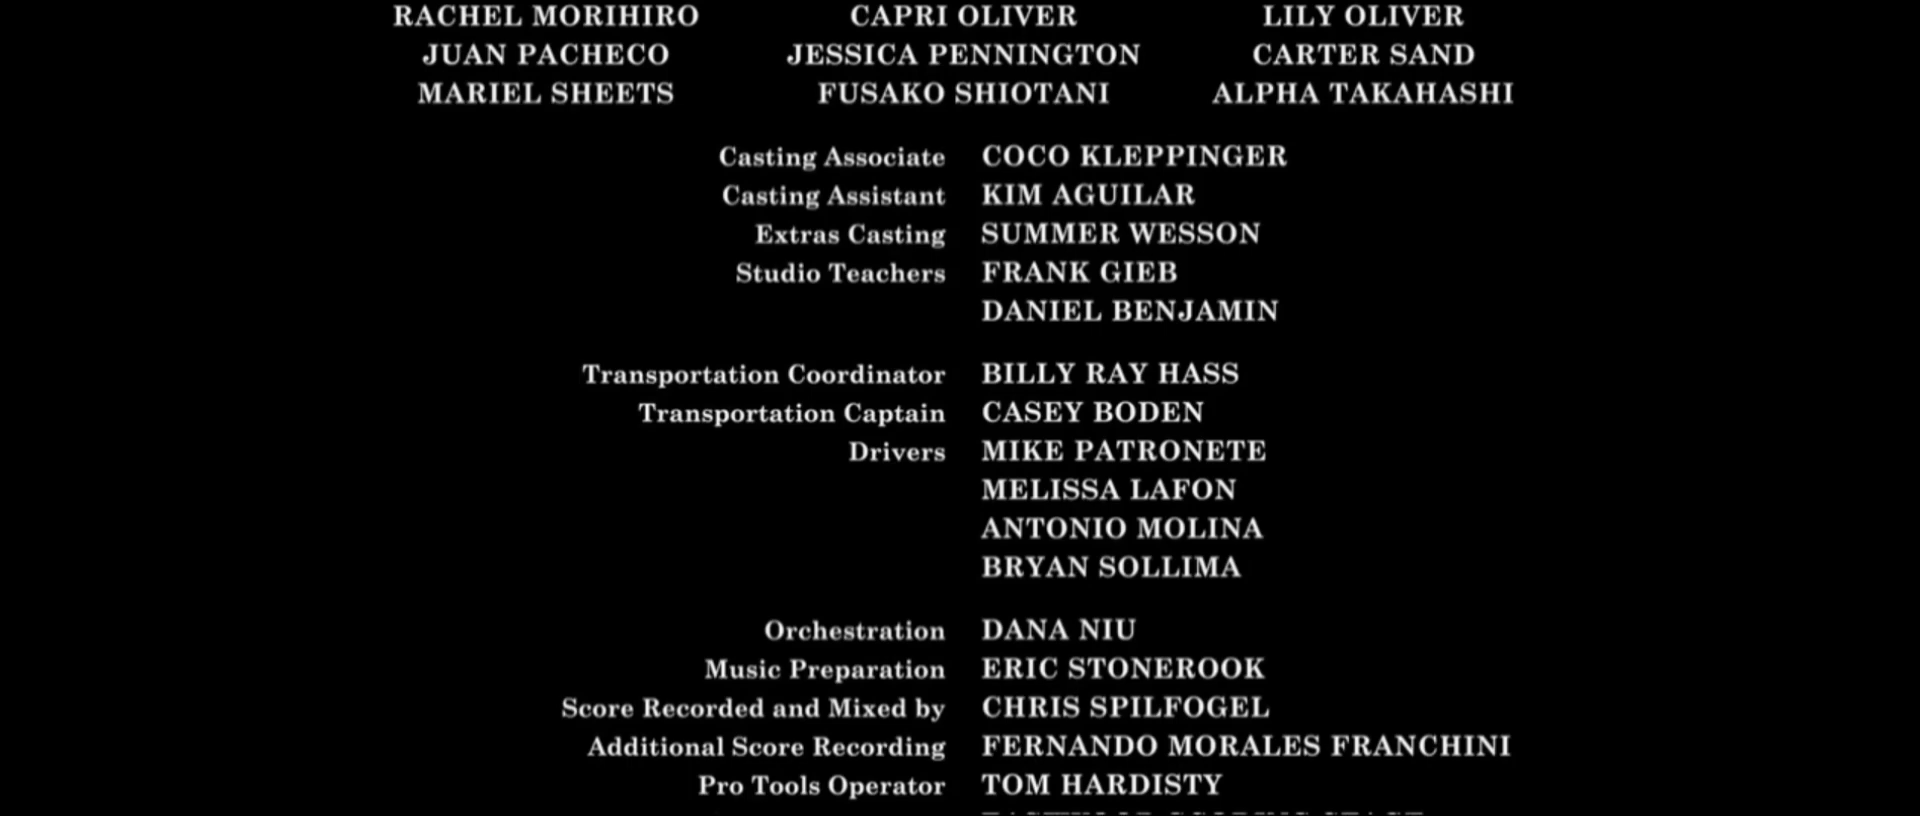 RACHEL MORIHIRO CAPRI OLIVER LILY OLIVER
JUAN PACHECO JESSICA PENNINGTON CARTER SAND
MARIEL SHEETS FUSAKO SHIOTANI ALPHA TAKAHASHI
Casting Associate COCO KLEPPINGER
Casting Assistant KIM AGUILAR
Extras Casting SUMMER WESSON
Studio Teachers FRANK GIEB
DANIEL BENJAMIN
Transportation Coordinator BILLY RAY HASS
Transportation Captain CASEY BODEN
Drivers MIKE PATRONETE
MELISSA LAFON
ANTONIO MOLINA
BRYAN SOLLIMA
Orchestration DANA NIU
Music Preparation ERIC STONEROOK
Score Recorded and Mixed by CHRIS SPILFOGEL
Additional Score Recording FERNANDO MORALES FRANCHINI
Pro Tools Operator TOM HARDISTY